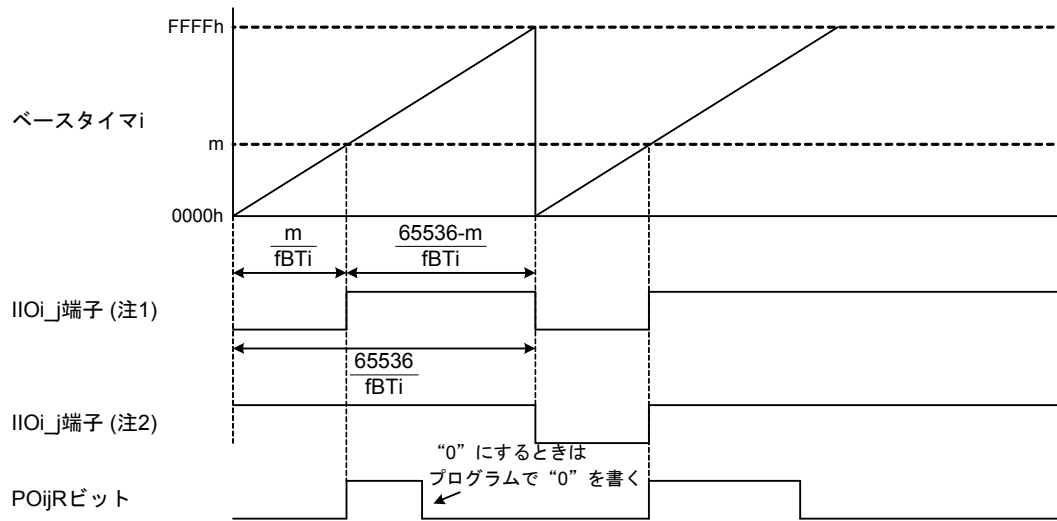 FFFFh
ベースタイマi
m
0000h
m
fBTi
65536-m
fBTi
IIOi_j端子 (注1)
65536
fBTi
IIOi_j端子 (注2)
“0” にするときは
プログラムで “0” を書く
POijRビット